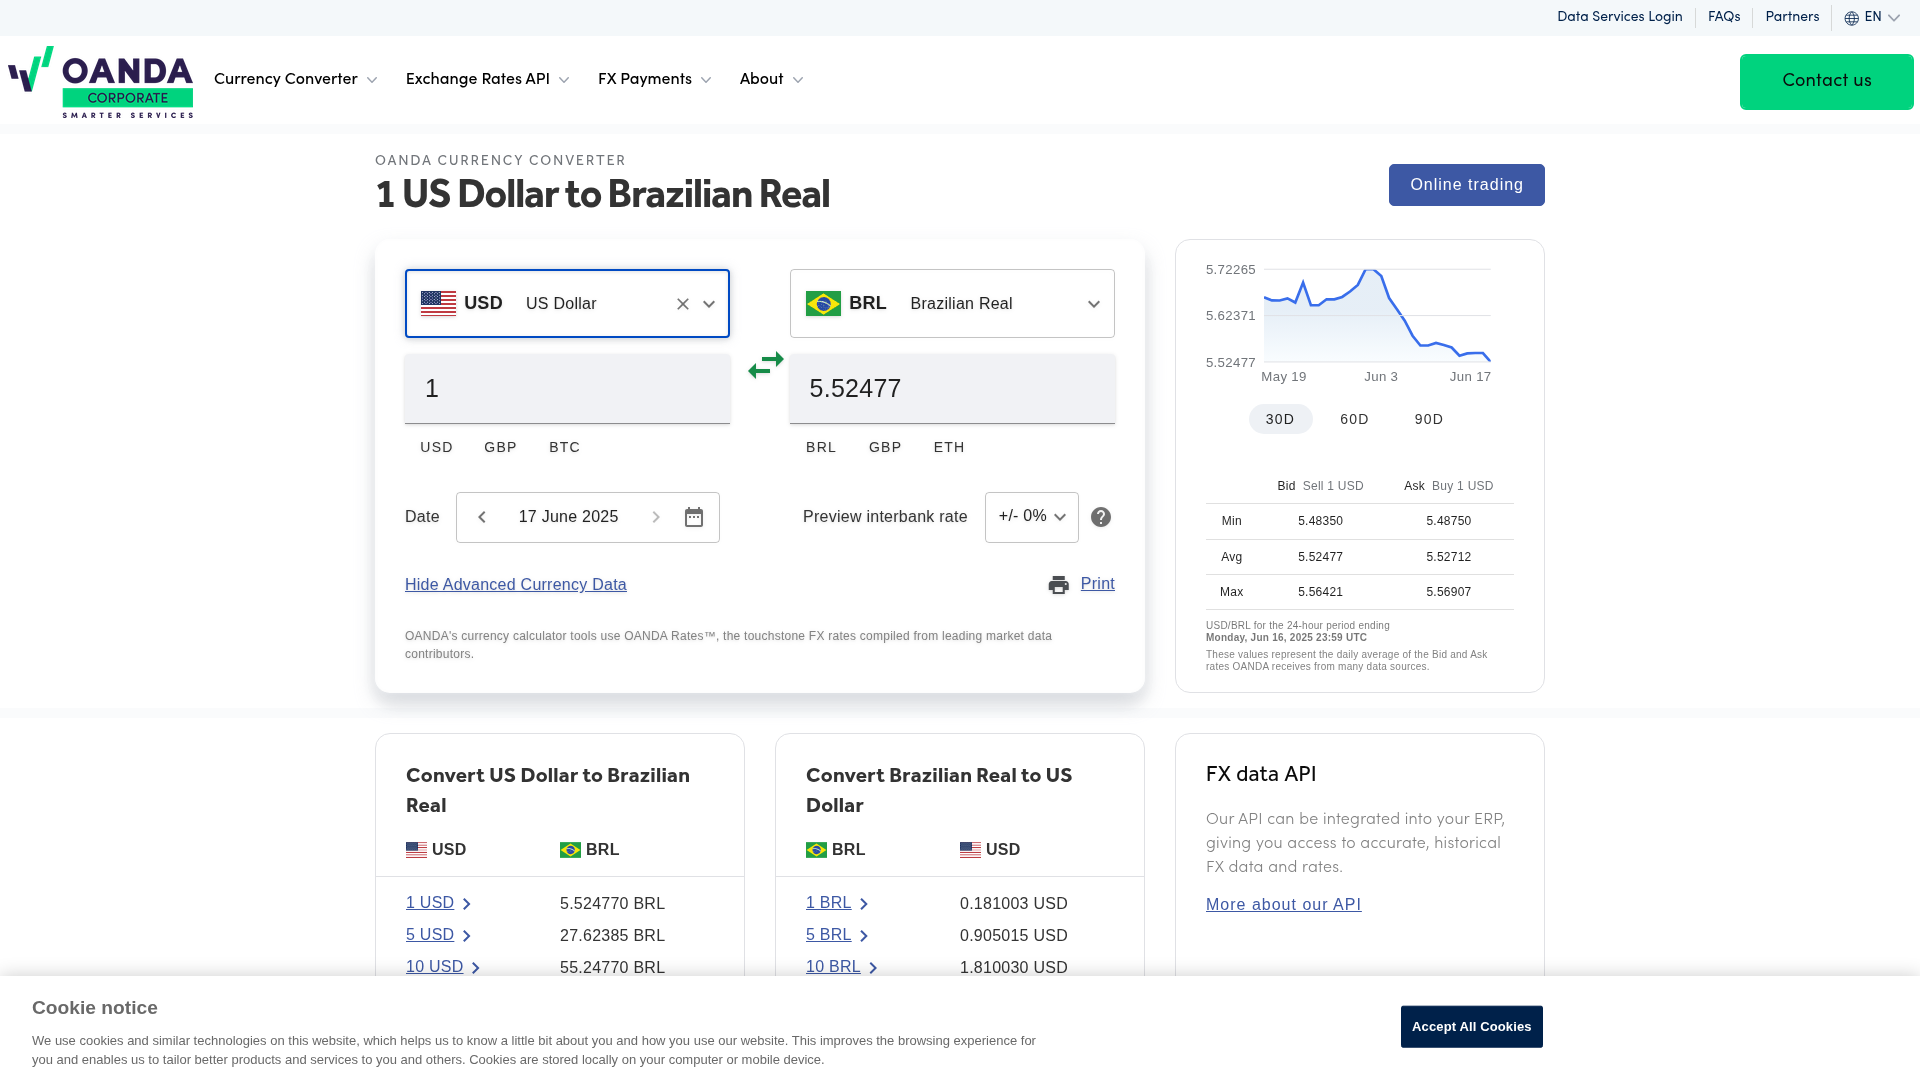 Data Services Login FAQs Partners EN
OANDA
CORPORATE
SMARTER SERVICES
Currency Converter Exchange Rates API FX Payments About
Contact us
OANDA CURRENCY CONVERTER
1 US Dollar to Brazilian Real
Online trading
USD US Dollar
BRL Brazilian Real
1
5.52477
USD GBP BTC
BRL GBP ETH
Date 17 June 2025
Preview interbank rate +/- 0%
Hide Advanced Currency Data
Print
OANDA's currency calculator tools use OANDA Rates™, the touchstone FX rates compiled from leading market data
contributors.
5.72265
5.62371
5.52477
May 19 Jun 3 Jun 17
30D 60D 90D
Bid Sell 1 USD Ask Buy 1 USD
Min 5.48350 5.48750
Avg 5.52477 5.52712
Max 5.56421 5.56907
USD/BRL for the 24-hour period ending
Monday, Jun 16, 2025 23:59 UTC
These values represent the daily average of the Bid and Ask
rates OANDA receives from many data sources.
Convert US Dollar to Brazilian
Real
USD BRL
1 USD 5.524770 BRL
5 USD 27.62385 BRL
10 USD 55.24770 BRL
Convert Brazilian Real to US
Dollar
BRL USD
1 BRL 0.181003 USD
5 BRL 0.905015 USD
10 BRL 1.810030 USD
FX data API
Our API can be integrated into your ERP,
giving you access to accurate, historical
FX data and rates.
More about our API
Cookie notice
We use cookies and similar technologies on this website, which helps us to know a little bit about you and how you use our website. This improves the browsing experience for
you and enables us to tailor better products and services to you and others. Cookies are stored locally on your computer or mobile device.
Accept All Cookies